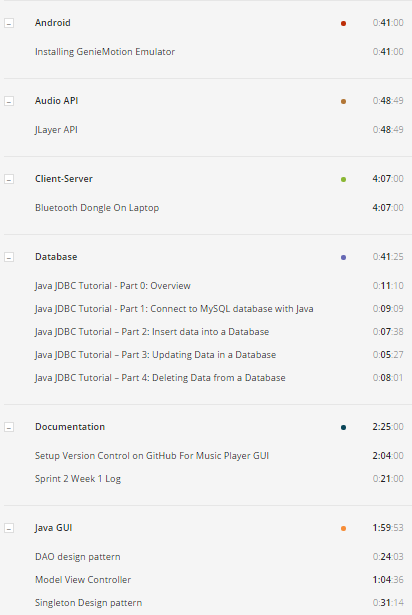 Android 0:41:00
Installing GenieMotion Emulator 0:41:00
Audio API 0:48:49
JLayer API 0:48:49
Client-Server 4:07:00
Bluetooth Dongle On Laptop 4:07:00
Database 0:41:25
Java JDBC Tutorial - Part 0: Overview 0:11:10
Java JDBC Tutorial - Part 1: Connect to MySQL database with Java 0:09:09
Java JDBC Tutorial – Part 2: Insert data into a Database 0:07:38
Java JDBC Tutorial – Part 3: Updating Data in a Database 0:05:27
Java JDBC Tutorial – Part 4: Deleting Data from a Database 0:08:01
Documentation 2:25:00
Setup Version Control on GitHub For Music Player GUI 2:04:00
Sprint 2 Week 1 Log 0:21:00
Java GUI 1:59:53
DAO design pattern 0:24:03
Model View Controller 1:04:36
Singleton Design pattern 0:31:14